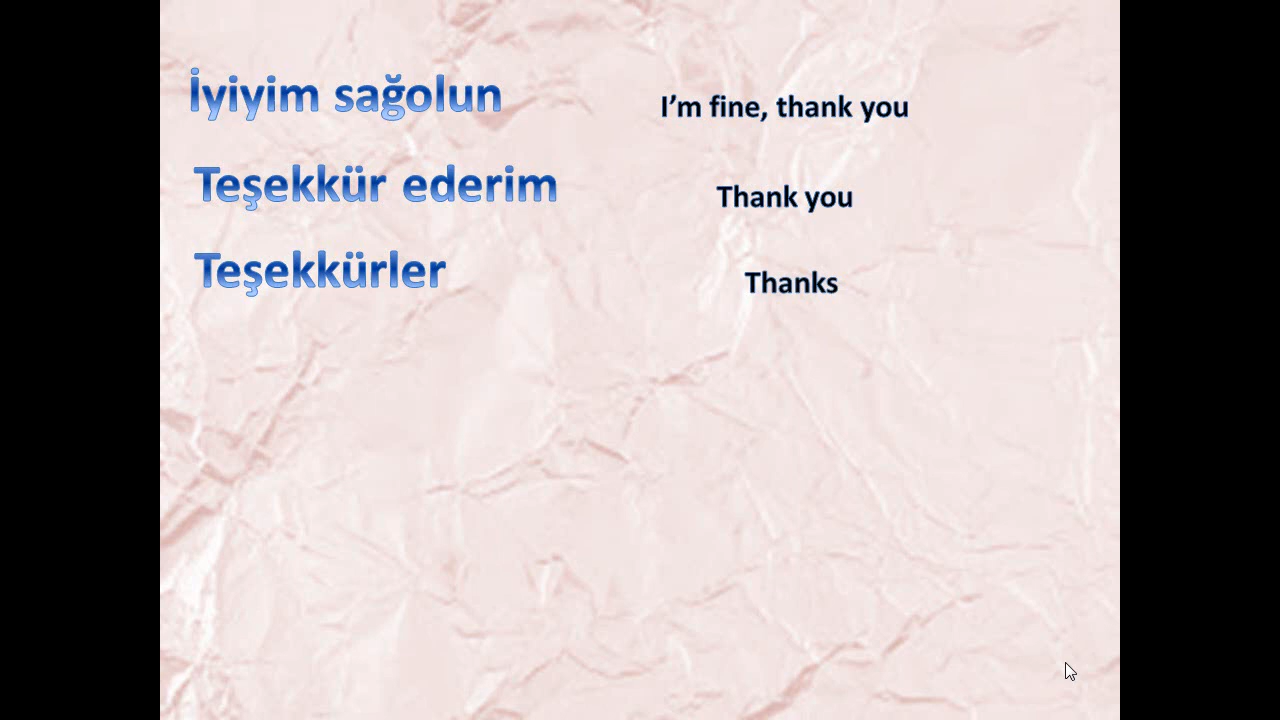 İyiyim sağolun
I'm fine, thank you
Teşekkür ederim
Thank you
Teşekkürler
Thanks